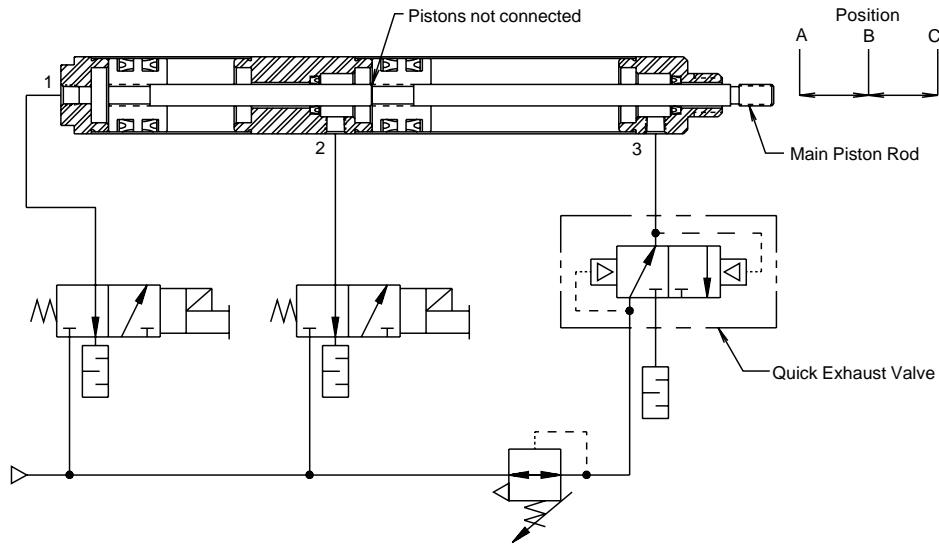 Pistons not connected
Position
A B C
1
2
3
Main Piston Rod
Quick Exhaust Valve